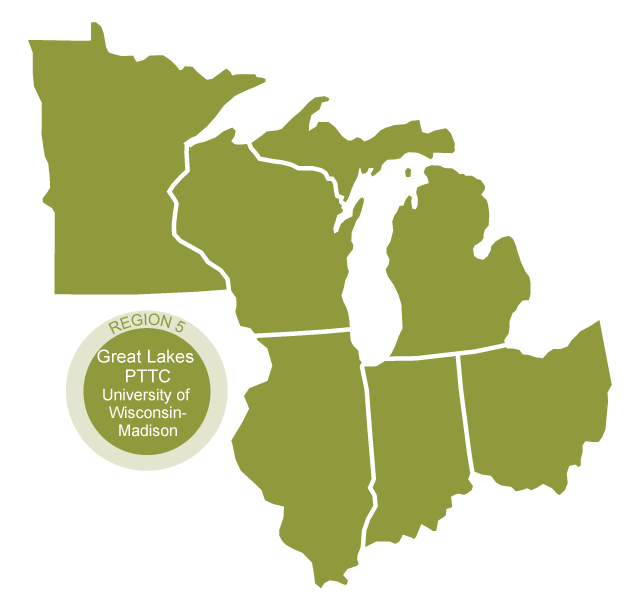 REGION 5
Great Lakes
PTTC
University of
Wisconsin-
Madison